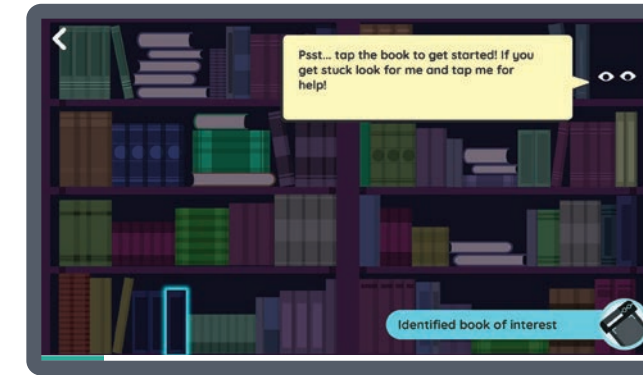 Psst... tap the book to get started! If you
get stuck look for me and tap me for
help!
Identified book of interest